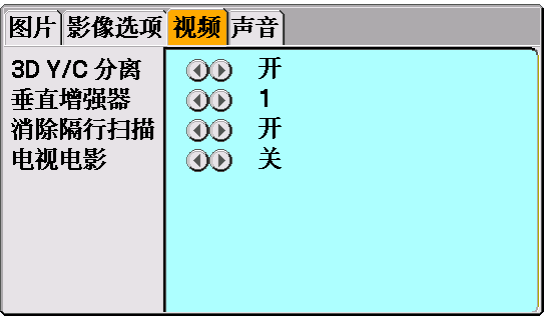 图片 影像选项 视频 声音
3D Y/C 分离 开
垂直增强器 1
消除隔行扫描 开
电视电影 关